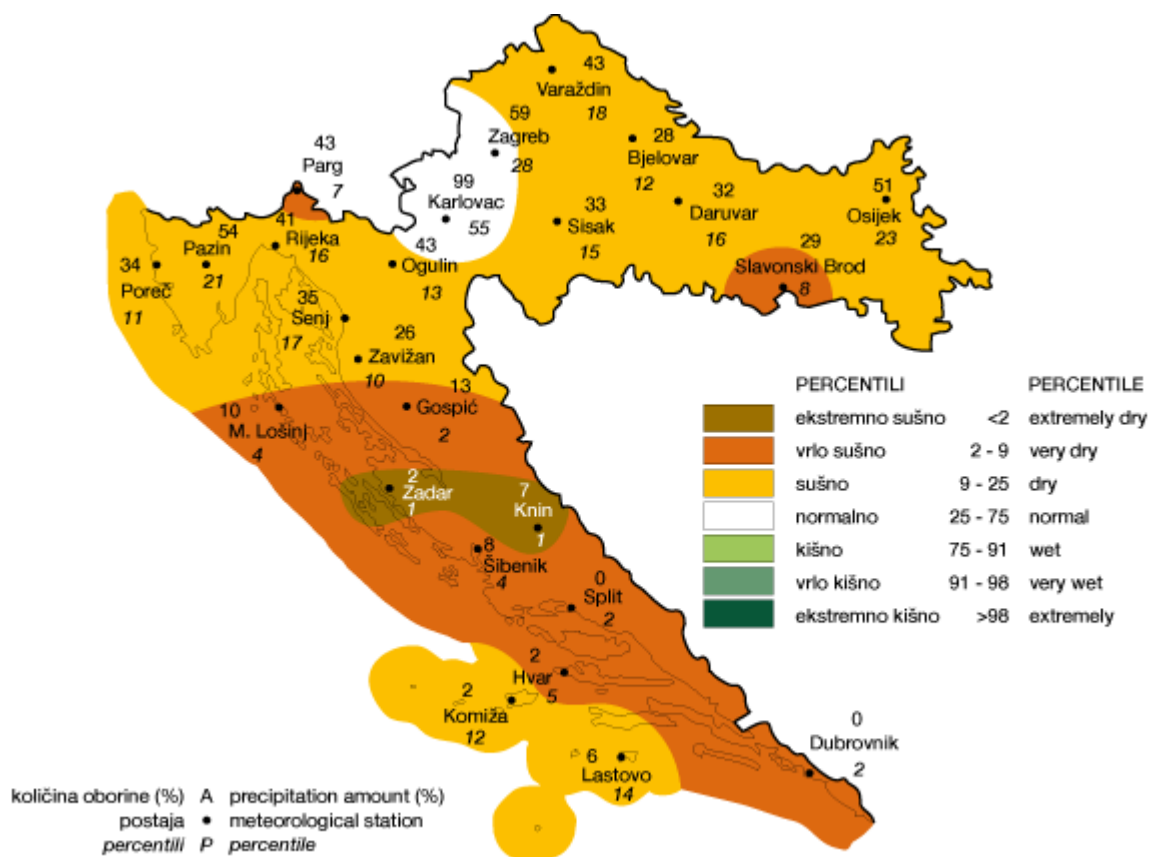 43
Varaždin
18
59
Zagreb
28
28
Bjelovar
12
43
Parg
7
99
Karlovac
55
32
Daruvar
16
51
Osijek
23
33
Sisak
15
54
Pazin
21
41
Rijeka
16
43
Ogulin
13
29
Slavonski Brod
8
34
Poreč
11
35
Senj
17
26
Zavižan
10
13
Gospić
2
10
M. Lošinj
4
2
Zadar
1
7
Knin
1
8
Šibenik
4
0
Split
2
2
Hvar
5
2
Komiža
12
6
Lastovo
14
0
Dubrovnik
2
PERCENTILI PERCENTILE
ekstremno sušno <2 extremely dry
vrlo sušno 2 - 9 very dry
sušno 9 - 25 dry
normalno 25 - 75 normal
kišno 75 - 91 wet
vrlo kišno 91 - 98 very wet
ekstremno kišno >98 extremely
količina oborine (%) A precipitation amount (%)
postaja • meteorological station
percentili P percentile